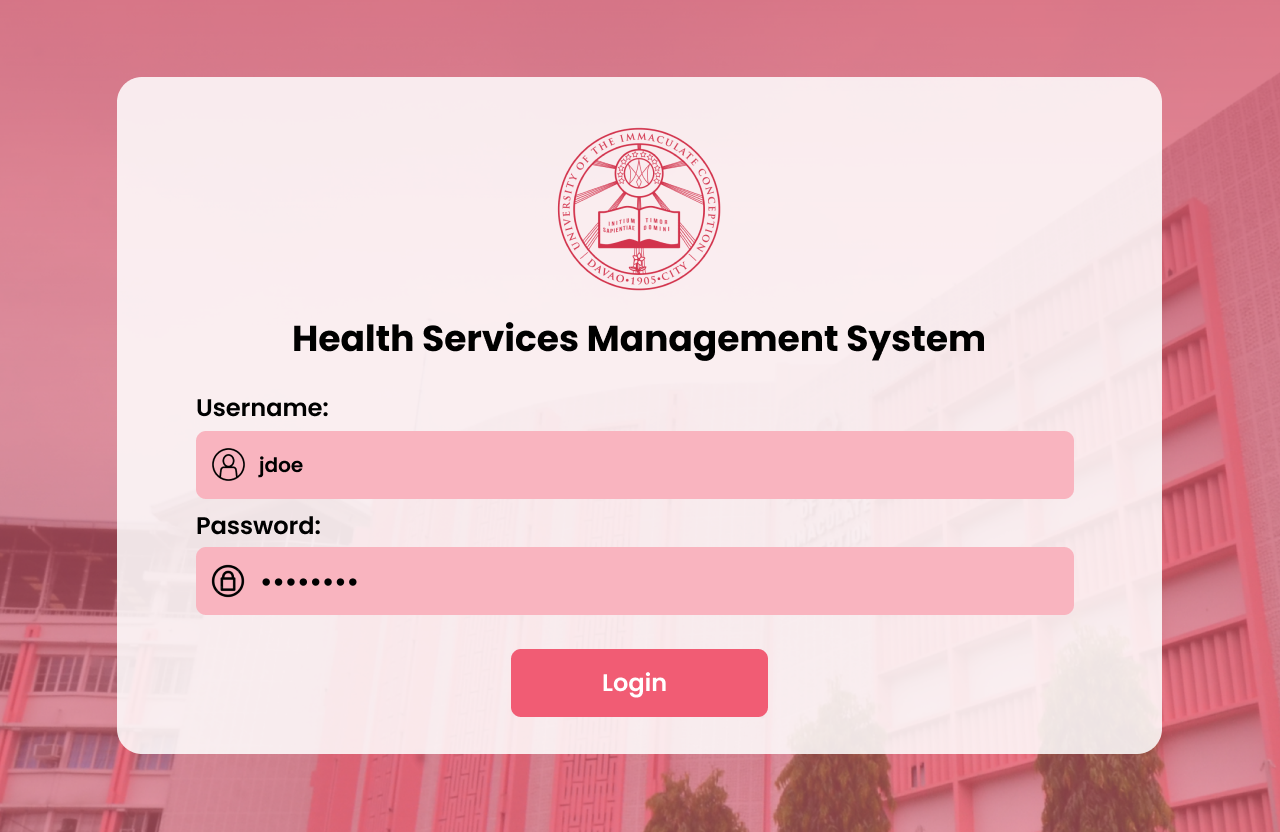 UNIVERSITY OF THE IMMACULATE CONCEPTION
INITIUM TIMOR
SAPIENTIAE DOMINI
DAVAO•1905•CITY
Health Services Management System
Username:
jdoe
Password:
••••••••
Login